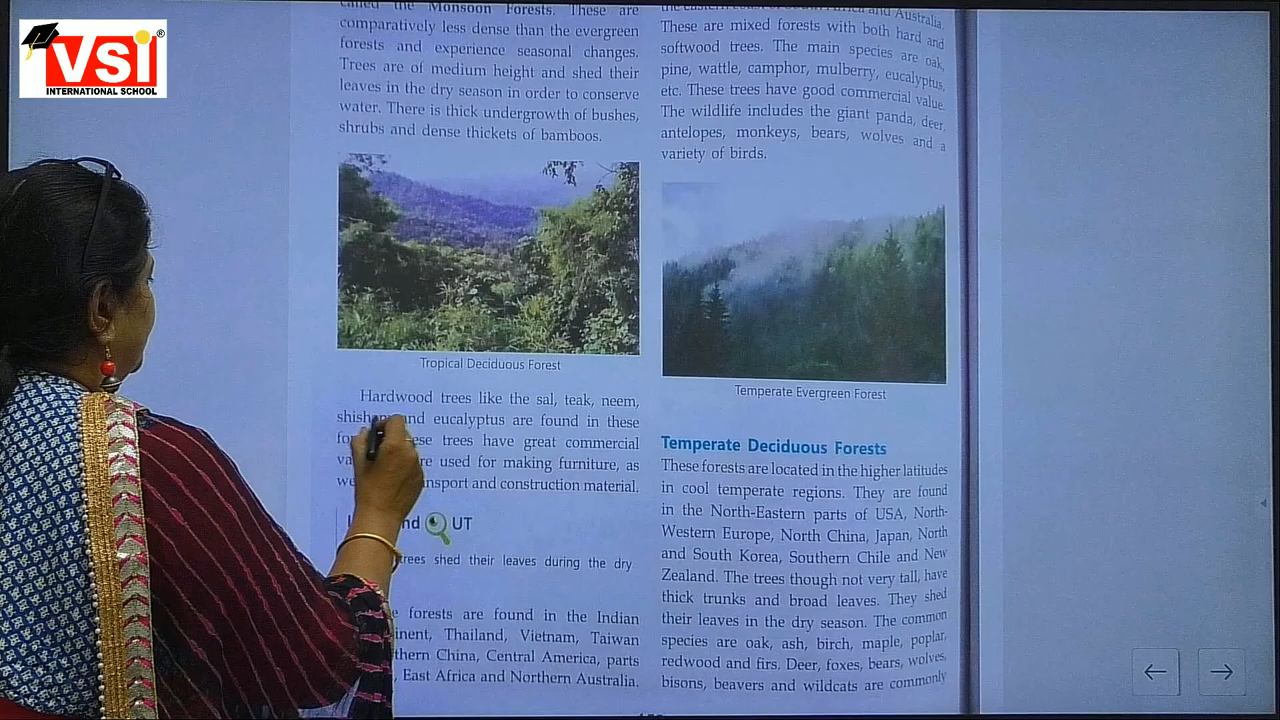 VSI®
INTERNATIONAL SCHOOL
called the Monsoon Forests. These are
comparatively less dense than the evergreen
forests and experience seasonal changes.
Trees are of medium height and shed their
leaves in the dry season in order to conserve
water. There is thick undergrowth of bushes,
shrubs and dense thickets of bamboos.
Tropical Deciduous Forest
Hardwood trees like the sal, teak, neem,
and eucalyptus are found in these
trees have great commercial
used for making furniture, as
and construction material.
UT
trees shed their leaves during the dry
forests are found in the Indian
Thailand, Vietnam, Taiwan
China, Central America, parts
, East Africa and Northern Australia.
and Australia.
These are mixed forests with both hard and
softwood trees. The main species are oak,
pine, wattle, camphor, mulberry, eucalyptus,
etc. These trees have good commercial value.
The wildlife includes the giant panda, deer,
antelopes, monkeys, bears, wolves and a
variety of birds.
Temperate Evergreen Forest
Temperate Deciduous Forests
These forests are located in the higher latitudes
in cool temperate regions. They are found
in the North-Eastern parts of USA, North-
Western Europe, North China, Japan, North
and South Korea, Southern Chile and New
Zealand. The trees though not very tall, have
thick trunks and broad leaves. They shed
their leaves in the dry season. The common
species are oak, ash, birch, maple, poplar,
redwood and firs. Deer, foxes, bears, wolves,
bisons, beavers and wildcats are commonly